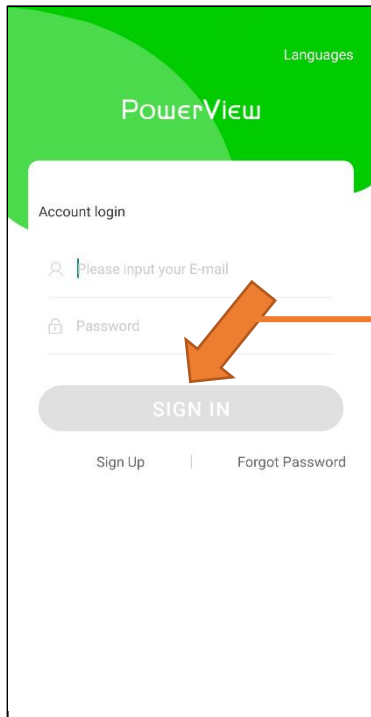 Languages
PowerView
Account login
Please input your E-mail
Password
SIGN IN
Sign Up | Forgot Password